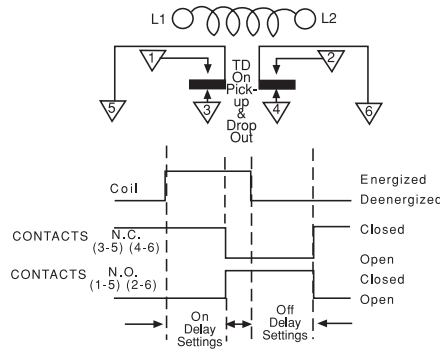 L1 L2
1 2
TD
On
Pick-
up
&
Drop
Out
5 3 4 6
Coil
Energized
Deenergized
CONTACTS N.C.
(3-5) (4-6)
Closed
Open
CONTACTS N.O.
(1-5) (2-6)
Closed
Open
On
Delay
Settings
Off
Delay
Settings